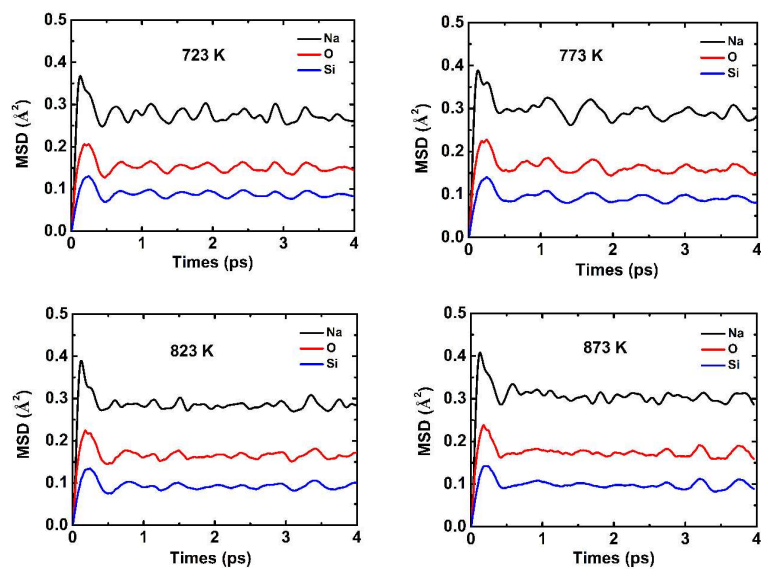 0.5
0.4
0.3
0.2
0.1
0.0
MSD (Å²)
723 K
Na
O
Si
0 1 2 3 4
Times (ps)
0.5
0.4
0.3
0.2
0.1
0.0
MSD (Å²)
773 K
Na
O
Si
0 1 2 3 4
Times (ps)
0.5
0.4
0.3
0.2
0.1
0.0
MSD (Å²)
823 K
Na
O
Si
0 1 2 3 4
Times (ps)
0.5
0.4
0.3
0.2
0.1
0.0
MSD (Å²)
873 K
Na
O
Si
0 1 2 3 4
Times (ps)